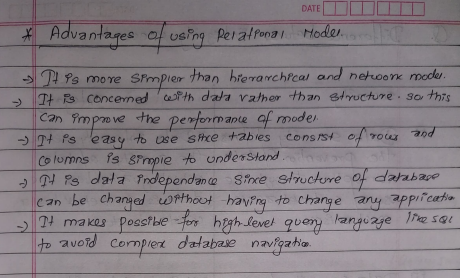 DATE
* Advantages of using Relational Model.
→ It is more simpler than hierarchical and network model.
→ It is concerned with data rather than structure. so this
can improve the performance of model.
→ It is easy to use since tables consist of rows and
columns is simple to understand.
→ It is data independance since structure of database
can be changed without having to change any applicatio
→ It makes possible for high-level query language like SQL
to avoid complex database navigatio